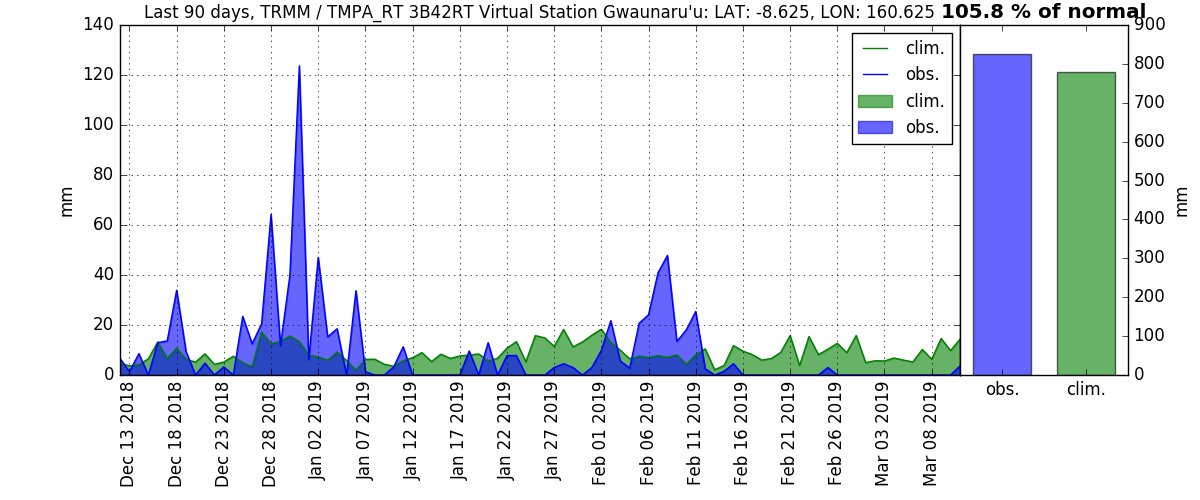 Last 90 days, TRMM / TMPA_RT 3B42RT Virtual Station Gwaunaru'u: LAT: -8.625, LON: 160.625 105.8 % of normal
140
120
100
80
60
40
20
0
mm
clim.
obs.
clim.
obs.
900
800
700
600
500
400
300
200
100
0
mm
Dec 13 2018
Dec 18 2018
Dec 23 2018
Dec 28 2018
Jan 02 2019
Jan 07 2019
Jan 12 2019
Jan 17 2019
Jan 22 2019
Jan 27 2019
Feb 01 2019
Feb 06 2019
Feb 11 2019
Feb 16 2019
Feb 21 2019
Feb 26 2019
Mar 03 2019
Mar 08 2019
obs.
clim.